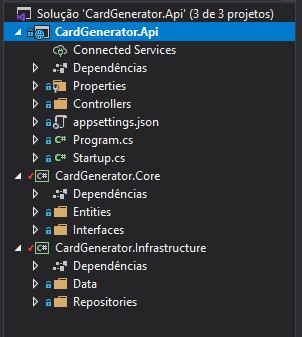 Solução 'CardGenerator.Api' (3 de 3 projetos)
CardGenerator.Api
Connected Services
Dependências
Properties
Controllers
appsettings.json
C# Program.cs
C# Startup.cs
C# CardGenerator.Core
Dependências
Entities
Interfaces
C# CardGenerator.Infrastructure
Dependências
Data
Repositories